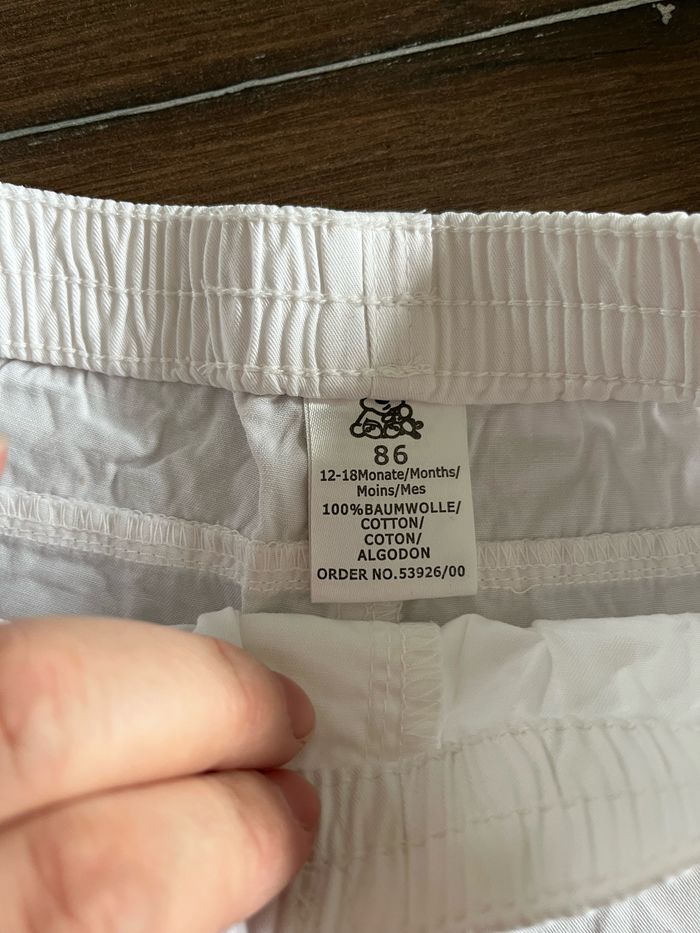 86
12-18Monate/Months/
Moins/Mes
100%BAUMWOLLE/
COTTON/
COTON/
ALGODON
ORDER NO.53926/00